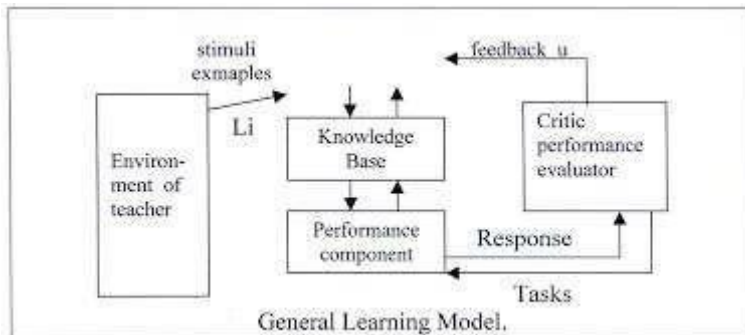 stimuli
exmaples
feedback u
Li
Environ-
ment of
teacher
Knowledge
Base
Critic
performance
evaluator
Performance
component
Response
Tasks
General Learning Model.